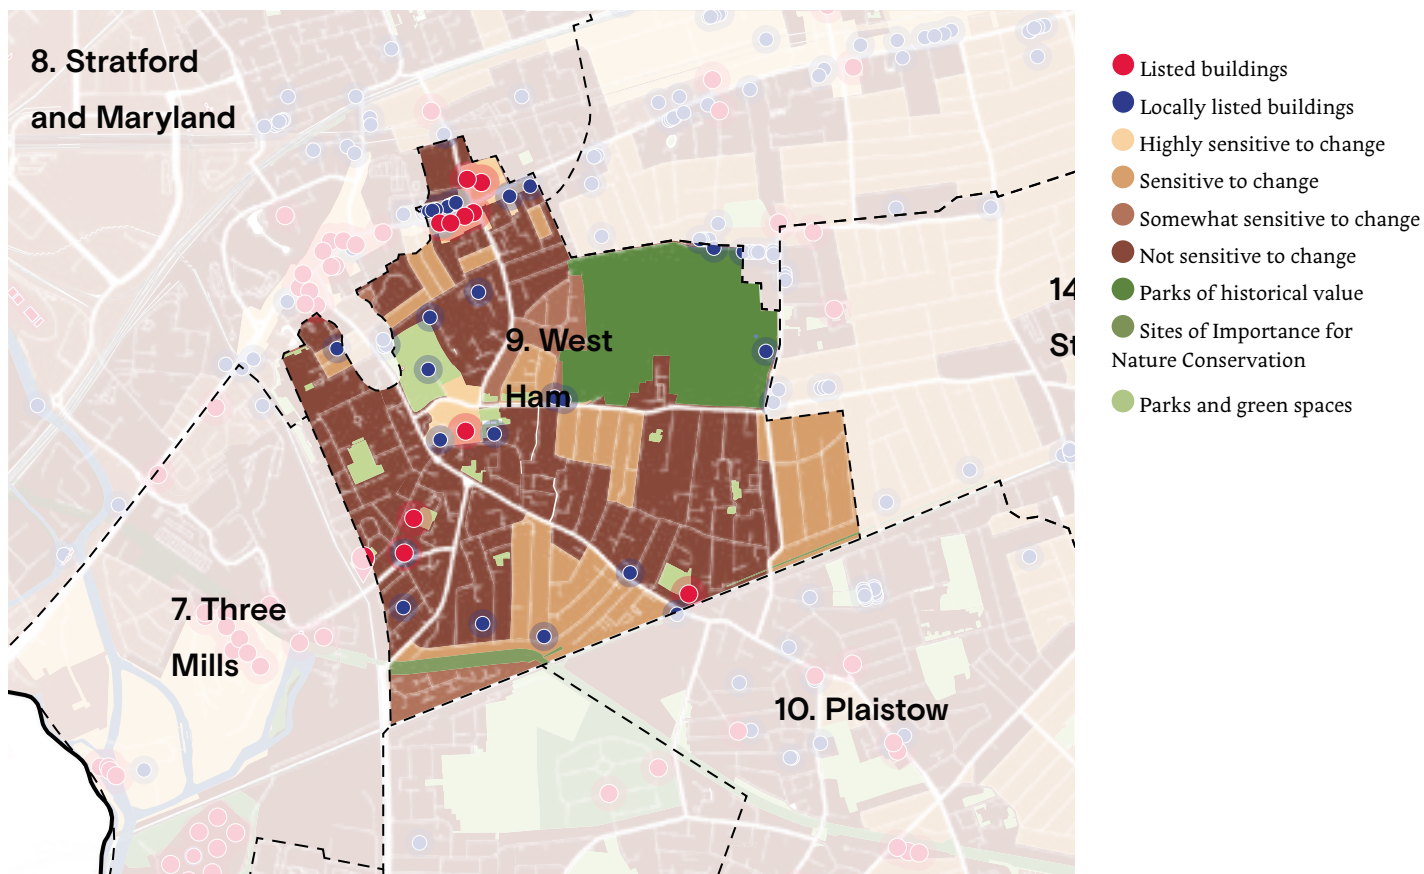 8. Stratford
and Maryland
9. West
Ham
14
St
7. Three
Mills
10. Plaistow
Listed buildings
Locally listed buildings
Highly sensitive to change
Sensitive to change
Somewhat sensitive to change
Not sensitive to change
Parks of historical value
Sites of Importance for
Nature Conservation
Parks and green spaces